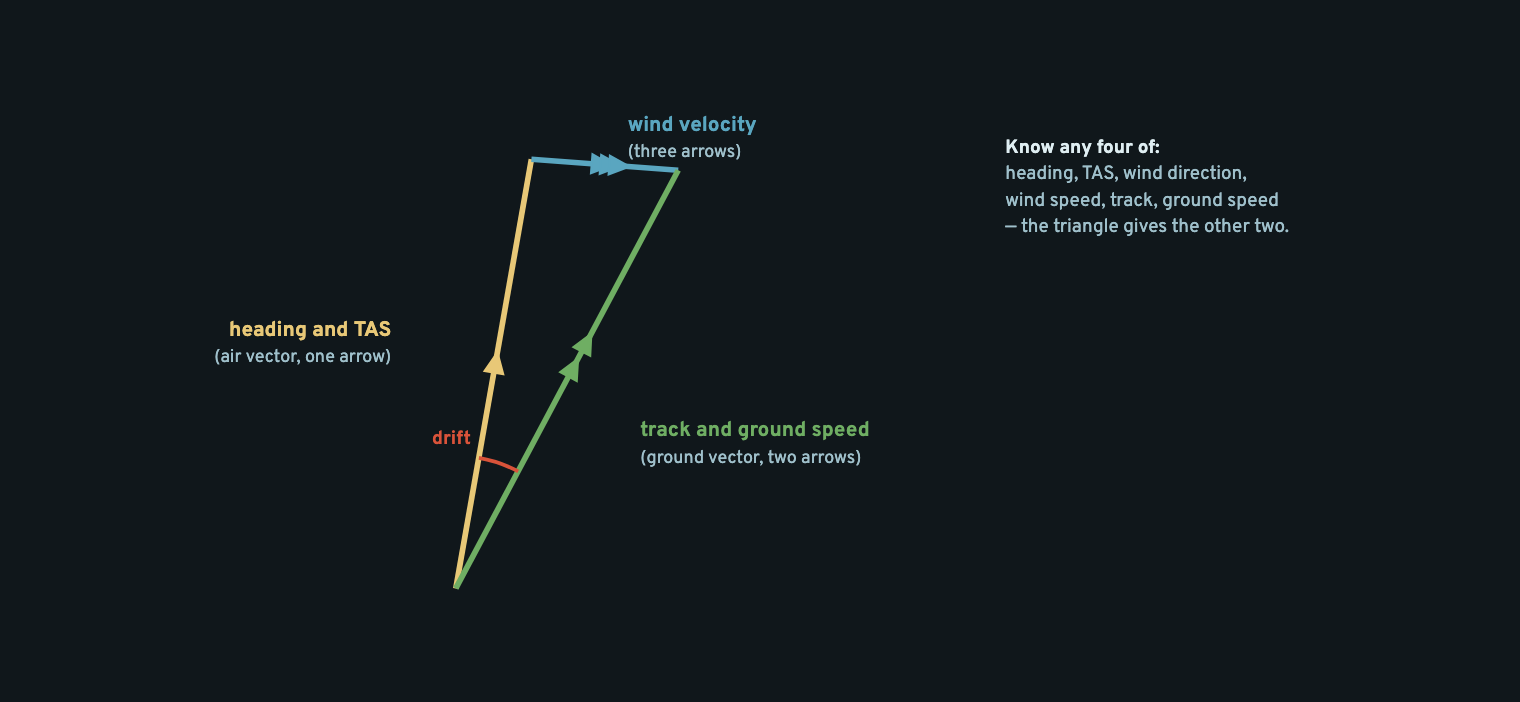 wind velocity
(three arrows)
Know any four of:
heading, TAS, wind direction,
wind speed, track, ground speed
– the triangle gives the other two.
heading and TAS
(air vector, one arrow)
drift
track and ground speed
(ground vector, two arrows)